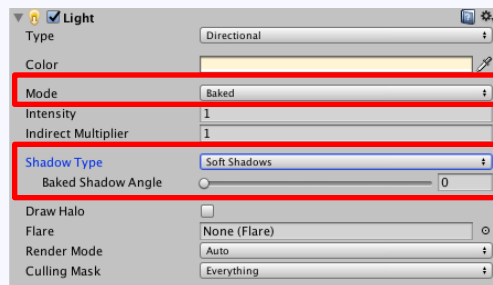 Light
Type Directional
Color
Mode Baked
Intensity 1
Indirect Multiplier 1
Shadow Type Soft Shadows
Baked Shadow Angle 0
Draw Halo
Flare None (Flare)
Render Mode Auto
Culling Mask Everything